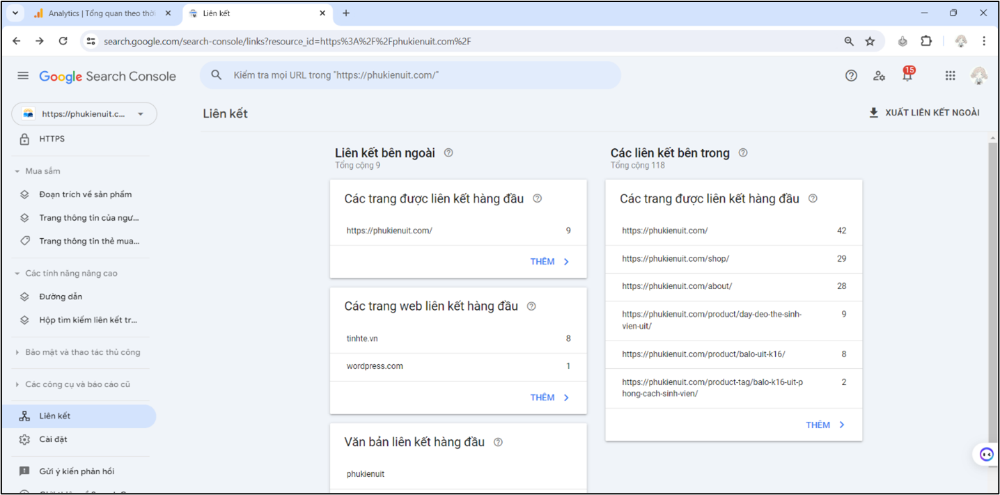 Analytics | Tổng quan theo thời
Liên kết
search.google.com/search-console/links?resource_id=https%3A%2F%2Fphukienuit.com%2F
Google Search Console
Kiểm tra mọi URL trong "https://phukienuit.com/"
15
https://phukienuit.c...
Liên kết
XUẤT LIÊN KẾT NGOÀI
HTTPS
Mua sắm
Đoạn trích về sản phẩm
Trang thông tin của ngư...
Trang thông tin thẻ mua...
Các tính năng nâng cao
Đường dẫn
Hộp tìm kiếm liên kết tr...
Bảo mật và thao tác thủ công
Các công cụ và báo cáo cũ
Liên kết
Cài đặt
Gửi ý kiến phản hồi
Liên kết bên ngoài
Tổng cộng 9
Các trang được liên kết hàng đầu
https://phukienuit.com/ 9
THÊM
Các trang web liên kết hàng đầu
tinhte.vn 8
wordpress.com 1
THÊM
Văn bản liên kết hàng đầu
phukienuit
Các liên kết bên trong
Tổng cộng 118
Các trang được liên kết hàng đầu
https://phukienuit.com/ 42
https://phukienuit.com/shop/ 29
https://phukienuit.com/about/ 28
https://phukienuit.com/product/day-deo-the-sinh- 9
vien-uit/
https://phukienuit.com/product/balo-uit-k16/ 8
https://phukienuit.com/product-tag/balo-k16-uit-p 2
hong-cach-sinh-vien/
THÊM